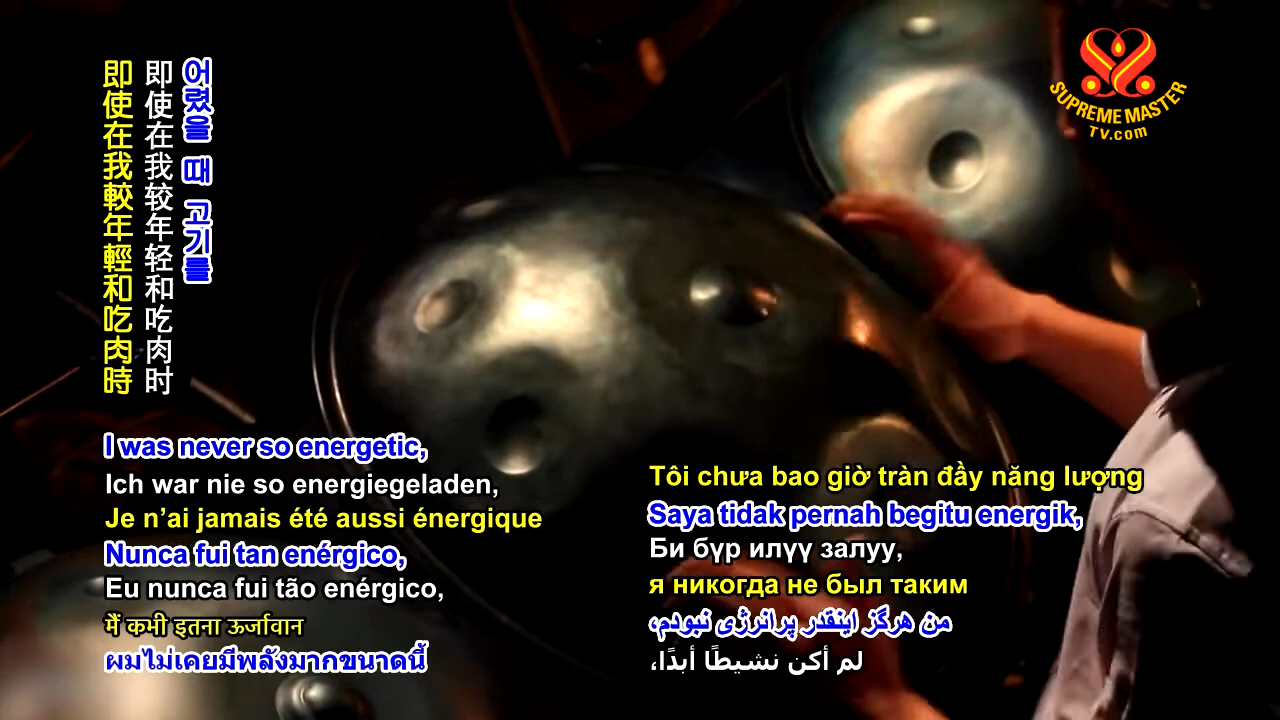 어렸을 때 고기를
即使在我较年轻和吃肉时
即使在我較年輕和吃肉時
SUPREME MASTER
TV.com
I was never so energetic,
Ich war nie so energiegeladen,
Je n’ai jamais été aussi énergique
Nunca fui tan enérgico,
Eu nunca fui tão enérgico,
मैं कभी इतना ऊर्जावान
ผมไม่เคยมีพลังมากขนาดนี้
Tôi chưa bao giờ tràn đầy năng lượng
Saya tidak pernah begitu energik,
Би бүр илүү залуу,
я никогда не был таким
من هرگز اینقدر پرانرژی نبودم،
لم أكن نشيطًا أبدًا،